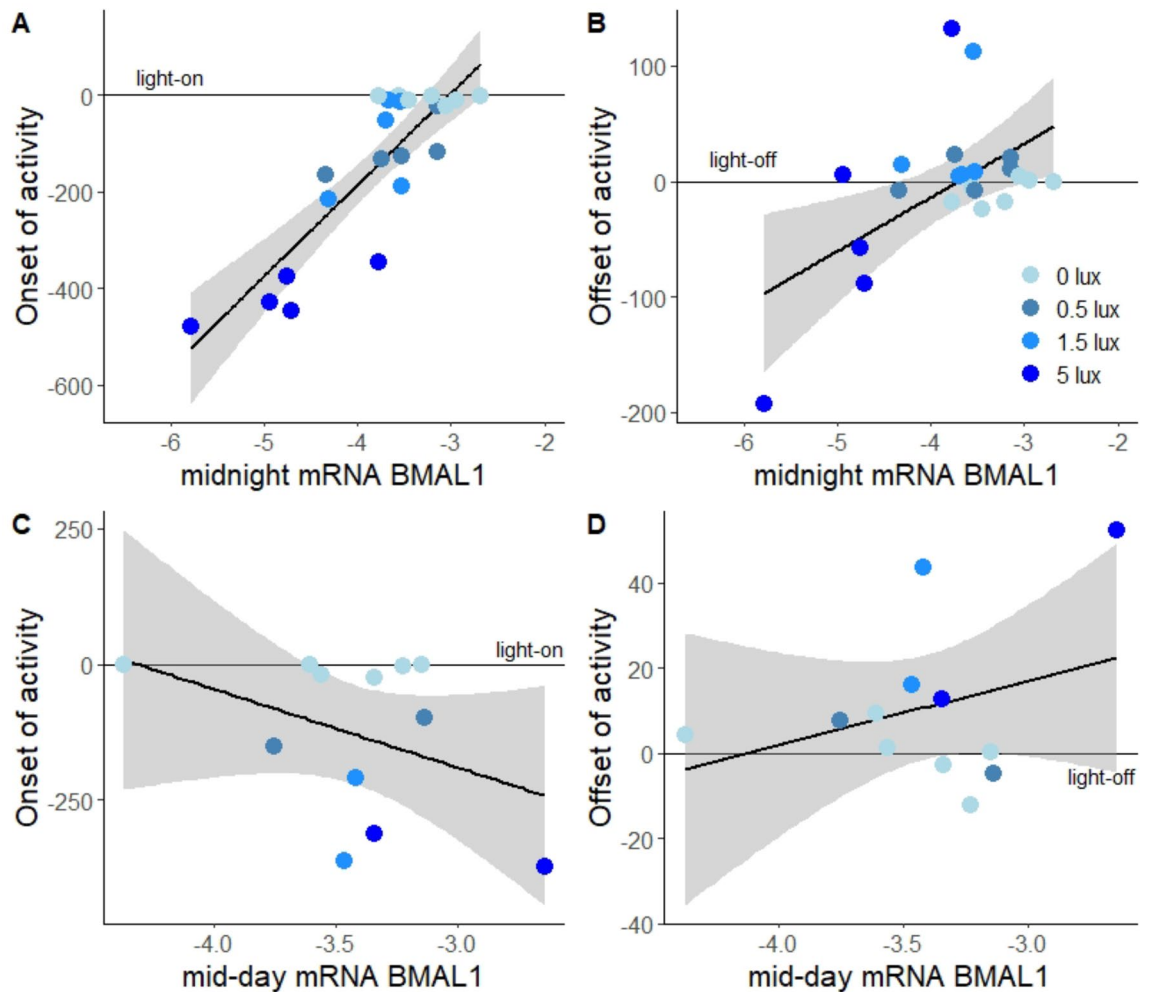 A
light-on
0
-200
-400
-600
Onset of activity
-6 -5 -4 -3 -2
midnight mRNA BMAL1
B
100
light-off
0
-100
-200
Offset of activity
0 lux
0.5 lux
1.5 lux
5 lux
-6 -5 -4 -3 -2
midnight mRNA BMAL1
C
250
light-on
0
-250
Onset of activity
-4.0 -3.5 -3.0
mid-day mRNA BMAL1
D
40
20
0
light-off
-20
-40
Offset of activity
-4.0 -3.5 -3.0
mid-day mRNA BMAL1